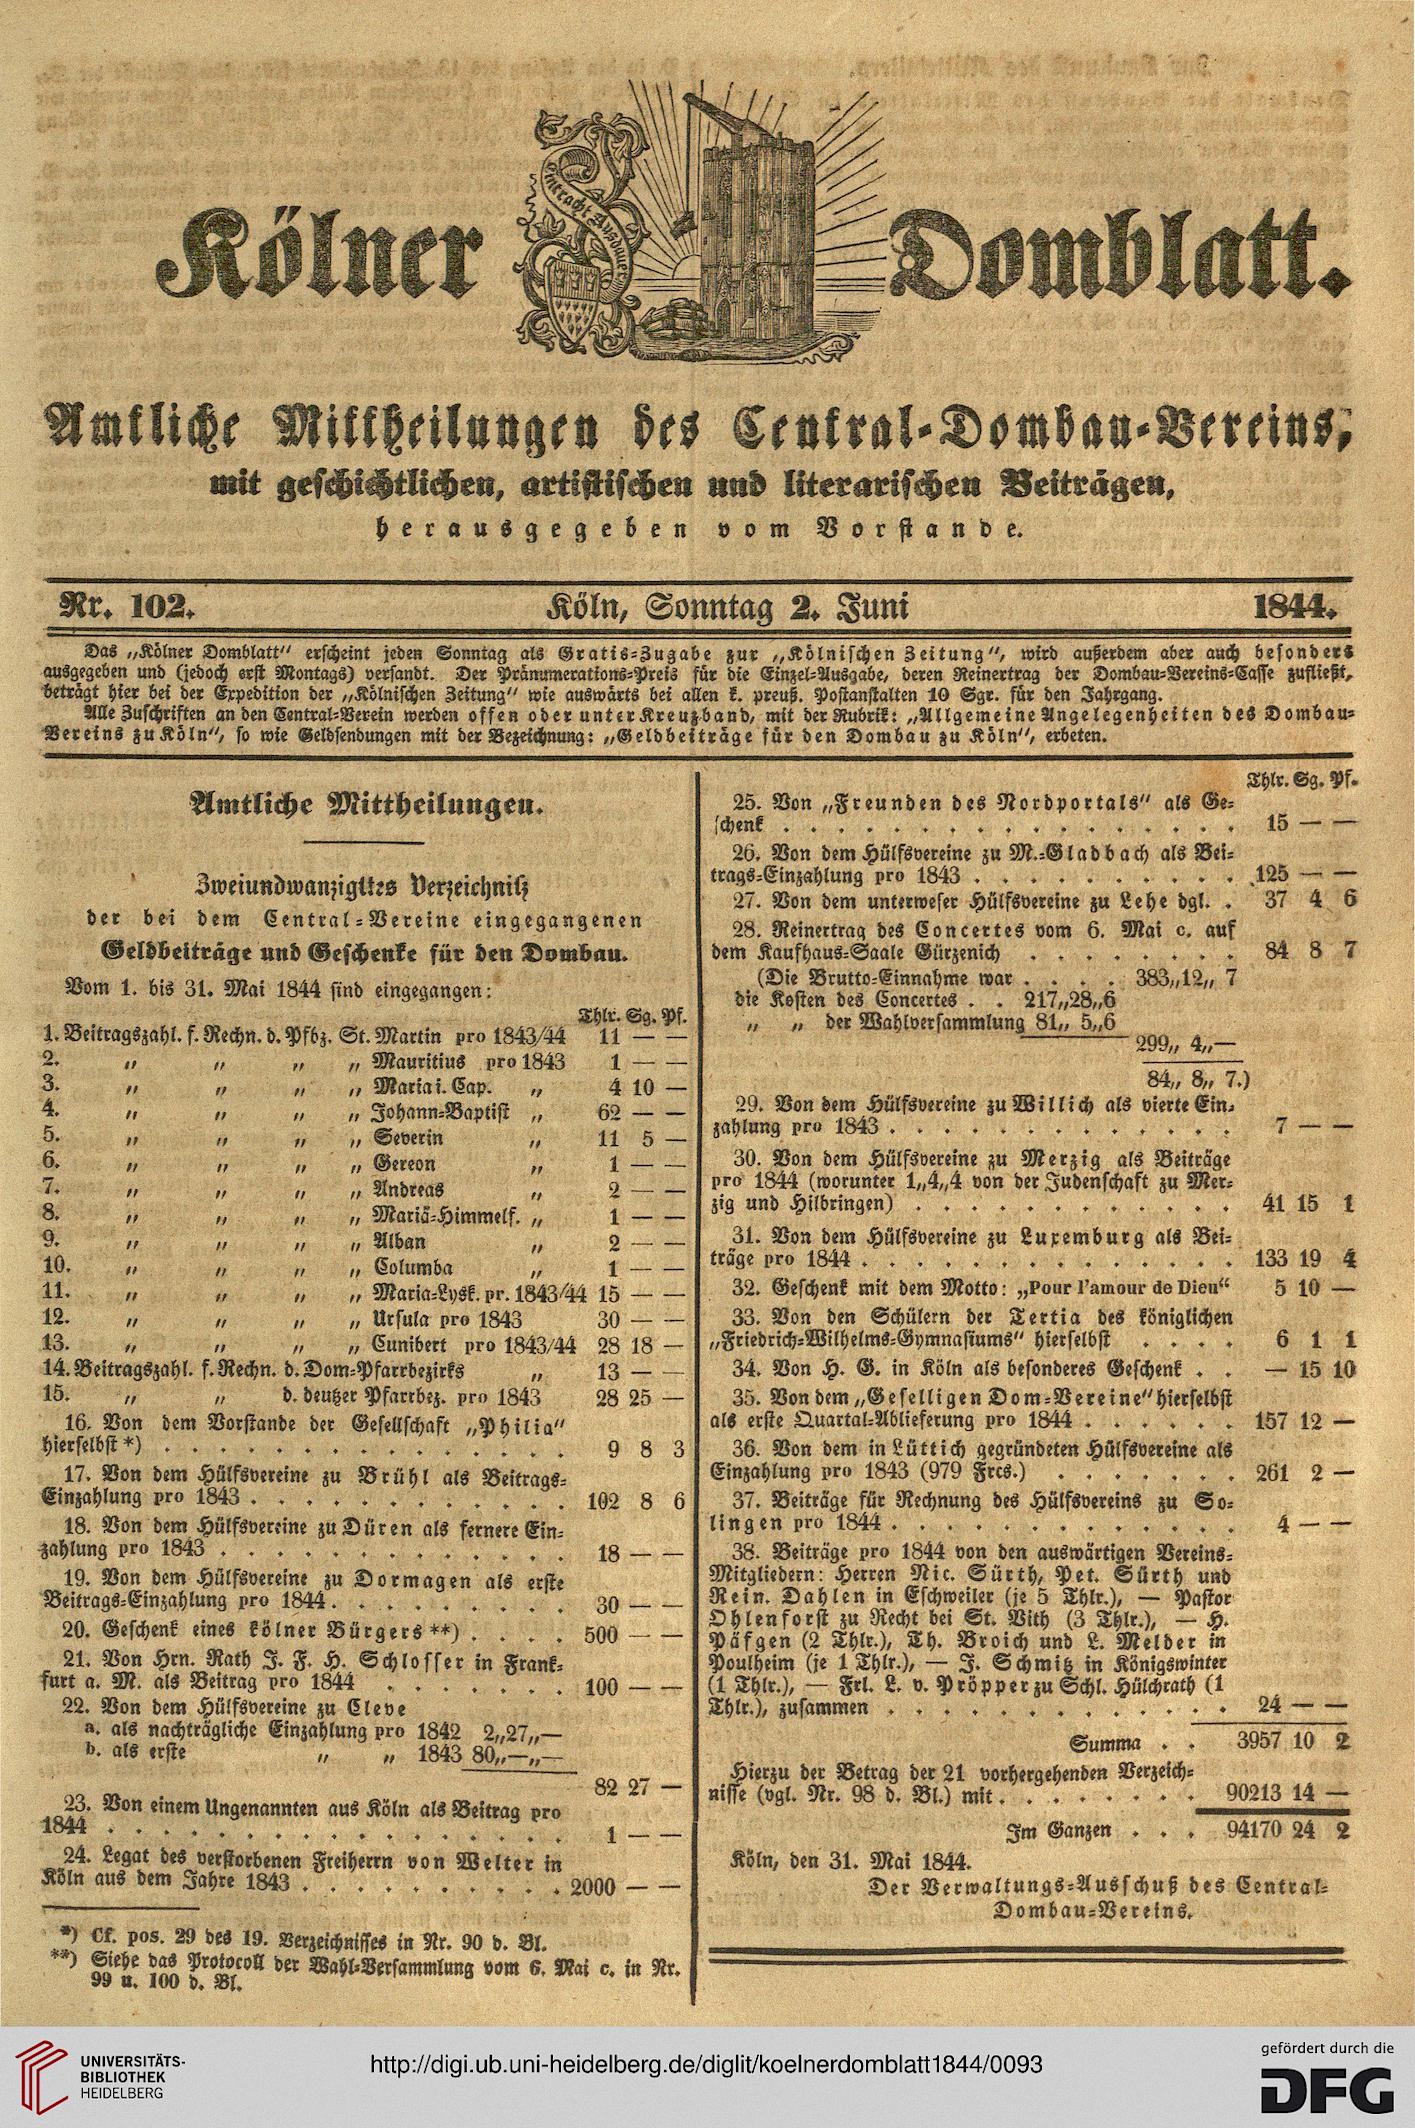 Eintracht Ausdauer
Kölner Domblatt.
Amtliche Mittheilungen des Central-Dombau-Vereins,
mit geschichtlichen, artistischen und literarischen Beiträgen,
herausgegeben vom Vorstande.
Nr. 102. Köln, Sonntag 2. Juni 1844.
Das „Kölner Domblatt“ erscheint jeden Sonntag als Gratis-Zugabe zur „Kölnischen Zeitung“, wird außerdem aber auch besonders
ausgegeben und (jedoch erst Montags) versandt. Der Pränumerations-Preis für die Einzel-Ausgabe, deren Reinertrag der Dombau-Vereins-Casse zufließt,
beträgt hier bei der Expedition der „Kölnischen Zeitung“ wie auswärts bei allen k. preuß. Postanstalten 10 Sgr. für den Jahrgang.
Alle Zuschriften an den Central-Verein werden offen oder unter Kreuzband, mit der Rubrik: „Allgemeine Angelegenheiten des Dombau-
Vereins zu Köln“, so wie Geldsendungen mit der Bezeichnung: „Geldbeiträge für den Dombau zu Köln“, erbeten.
Amtliche Mittheilungen.
Zweiundwanzigstes Verzeichniß
der bei dem Central-Vereine eingegangenen
Geldbeiträge und Geschenke für den Dombau.
Vom 1. bis 31. Mai 1844 sind eingegangen:
Thlr. Sg. Pf.
1. Beitragszahl. f. Rechn. d. Pfbz. St. Martin pro 1843/44 11 — —
2. „ „ „ „ Mauritius pro 1843 1 — —
3. „ „ „ „ Maria i. Cap. „ 4 10 —
4. „ „ „ „ Johann-Baptist „ 62 — —
5. „ „ „ „ Severin „ 11 5 —
6. „ „ „ „ Gereon „ 1 — —
7. „ „ „ „ Andreas „ 2 — —
8. „ „ „ „ Mariä-Himmelf. „ 1 — —
9. „ „ „ „ Alban „ 2 — —
10. „ „ „ „ Columba „ 1 — —
11. „ „ „ „ Maria-Lysk. pr. 1843/44 15 — —
12. „ „ „ „ Ursula pro 1843 30 — —
13. „ „ „ „ Cunibert pro 1843/44 28 18 —
14. Beitragszahl. f. Rechn. d. Dom-Pfarrbezirks „ 13 — —
15. „ „ d. deutzer Pfarrbez. pro 1843 28 25 —
16. Von dem Vorstande der Gesellschaft „Philia“
hierselbst *) . . . . . . . . . . . . . . . 9 8 3
17. Von dem Hülfsvereine zu Brühl als Beitrags-
Einzahlung pro 1843 . . . . . . . . . . . . 102 8 6
18. Von dem Hülfsvereine zu Düren als fernere Ein-
zahlung pro 1843 . . . . . . . . . . . . . 18 — —
19. Von dem Hülfsvereine zu Dormagen als erste
Beitrags-Einzahlung pro 1844. . . . . . . . . 30 — —
20. Geschenk eines kölner Bürgers **) . . . . 500 — —
21. Von Hrn. Rath J. F. H. Schlosser in Frank-
furt a. M. als Beitrag pro 1844 . . . . . . . 100 — —
22. Von dem Hülfsvereine zu Cleve
a. als nachträgliche Einzahlung pro 1842 2„27„—
b. als erste „ „ 1843 80„—„—
82 27 —
23. Von einem Ungenannten aus Köln als Beitrag pro
1844 . . . . . . . . . . . . . . . . . 1 — —
24. Legat des verstorbenen Freiherrn von Welter in
Köln aus dem Jahre 1843 . . . . . . . . . . 2000 — —
*) Cf. pos. 29 des 19. Verzeichnisses in Nr. 90 d. Bl.
**) Siehe das Protocoll der Wahl-Versammlung vom 6. Mai c. in Nr.
99 u. 100 d. Bl.
Thlr. Sg. Pf.
25. Von „Freunden des Nordportals“ als Ge-
schenk . . . . . . . . . . . . . . . . . 15 — —
26. Von dem Hülfsvereine zu M.-Gladbach als Bei-
trags-Einzahlung pro 1843 . . . . . . . . . . 125 — —
27. Von dem unterweser Hülfsvereine zu Lehe dgl. . 37 4 6
28. Reinertrag des Concertes vom 6. Mai c. auf
dem Kaufhaus-Saale Gürzenich . . . . . . . . 84 8 7
(Die Brutto-Einnahme war . . . . 383„12„ 7
die Kosten des Concertes . . 217„28„6
„ „ der Wahlversammlung 81„ 5„6
299„ 4„—
84„ 8„ 7.)
29. Von dem Hülfsvereine zu Willich als vierte Ein-
zahlung pro 1843 . . . . . . . . . . . . . 7 — —
30. Von dem Hülfsvereine zu Merzig als Beiträge
pro 1844 (worunter 1„4„4 von der Judenschaft zu Mer-
zig und Hilbringen) . . . . . . . . . . . . 41 15 1
31. Von dem Hülfsvereine zu Luxemburg als Bei-
träge pro 1844 . . . . . . . . . . . . . . 133 19 4
32. Geschenk mit dem Motto: „Pour l'amour de Dieu“ 5 10 —
33. Von den Schülern der Tertia des königlichen
„Friedrich-Wilhelms-Gymnasiums“ hierselbst . . . . 6 1 1
34. Von H. G. in Köln als besonderes Geschenk . . — 15 10
35. Von dem „Geselligen Dom-Vereine“ hierselbst
als erste Quartal-Ablieferung pro 1844 . . . . . . 157 12 —
36. Von dem in Lüttich gegründeten Hülfsvereine als
Einzahlung pro 1843 (979 Frcs.) . . . . . . . 261 2 —
37. Beiträge für Rechnung des Hülfsvereins zu So-
lingen pro 1844 . . . . . . . . . . . . . 4 — —
38. Beiträge pro 1844 von den auswärtigen Vereins-
Mitgliedern: Herren Nic. Sürth, Pet. Sürth und
Rein. Dahlen in Eschweiler (je 5 Thlr.), — Pastor
Ohlenforst zu Recht bei St. Vith (3 Thlr.), — H.
Päfgen (2 Thlr.), Th. Broich und L. Melder in
Poulheim (je 1 Thlr.), — J. Schmitz in Königswinter
(1 Thlr.), — Frl. L. v. Pröpper zu Schl. Hülchrath (1
Thlr.), zusammen . . . . . . . . . . . . . 24 — —
Summa . . 3957 10 2
Hierzu der Betrag der 21 vorhergehenden Verzeich-
nisse (vgl. Nr. 98 d. Bl.) mit. . . . . . . . 90213 14 —
Im Ganzen . . . 94170 24 2
Köln, den 31. Mai 1844.
Der Verwaltungs-Ausschuß des Central-
Dombau-Vereins.
UNIVERSITÄTS-
BIBLIOTHEK
HEIDELBERG
http://digi.ub.uni-heidelberg.de/diglit/koelnerdomblatt1844/0093
gefördert durch die
DFG